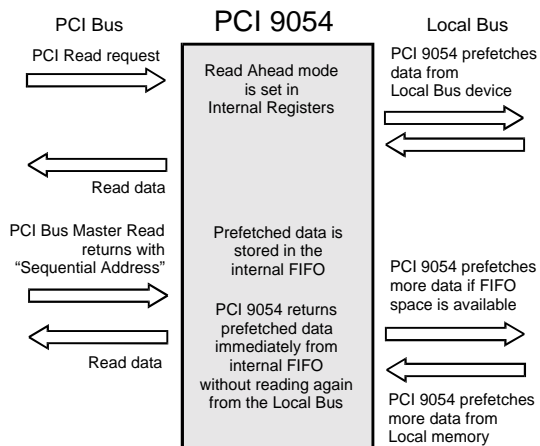 PCI Bus
PCI 9054
Local Bus
PCI Read request
Read Ahead mode
is set in
Internal Registers
PCI 9054 prefetches
data from
Local Bus device
Read data
PCI Bus Master Read
returns with
“Sequential Address”
Prefetched data is
stored in the
internal FIFO
PCI 9054 prefetches
more data if FIFO
space is available
PCI 9054 returns
prefetched data
immediately from
internal FIFO
without reading again
from the Local Bus
Read data
PCI 9054 prefetches
more data from
Local memory